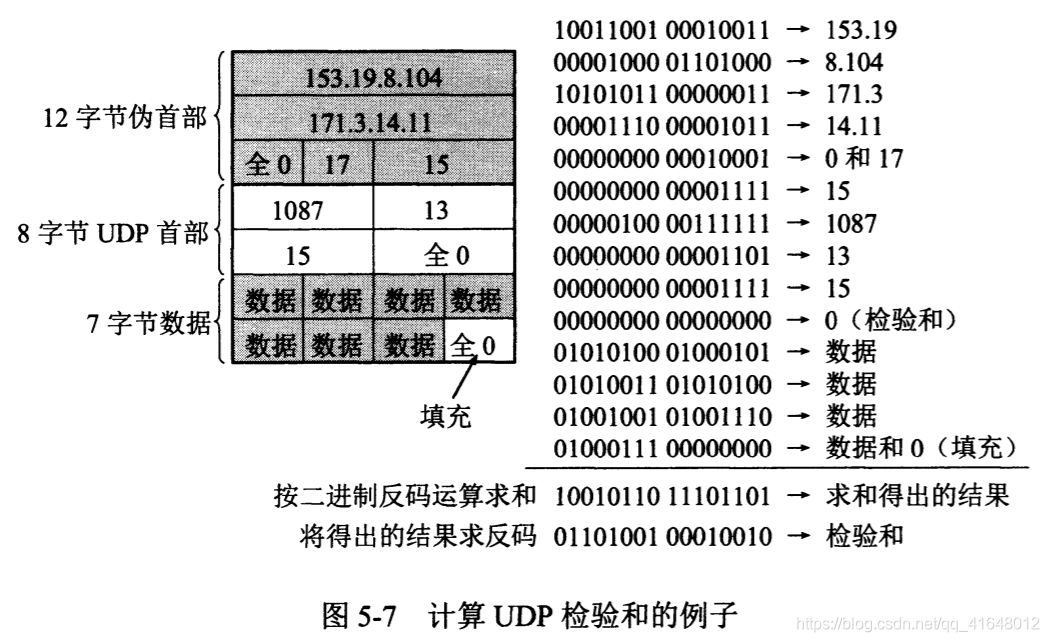 12 字节伪首部
153.19.8.104
171.3.14.11
全 0 17 15
8 字节 UDP 首部
1087 13
15 全 0
7 字节数据
数据 数据 数据 数据
数据 数据 数据 全 0
填充
10011001 00010011 → 153.19
00001000 01101000 → 8.104
10101011 00000011 → 171.3
00001110 00001011 → 14.11
00000000 00010001 → 0 和 17
00000000 00001111 → 15
00000100 00111111 → 1087
00000000 00001101 → 13
00000000 00001111 → 15
00000000 00000000 → 0（检验和）
01010100 01000101 → 数据
01010011 01010100 → 数据
01001001 01001110 → 数据
01000111 00000000 → 数据和 0（填充）
按二进制反码运算求和 10010110 11101101 → 求和得出的结果
将得出的结果求反码 01101001 00010010 → 检验和
图 5-7 计算 UDP 检验和的例子
https://blog.csdn.net/qq_41648012